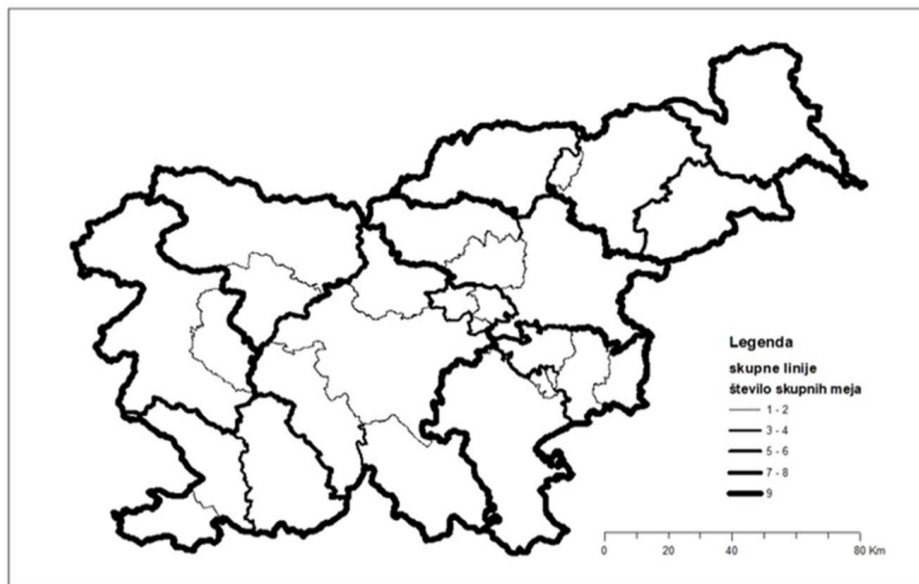 Legenda
skupne linije
število skupnih meja
1 - 2
3 - 4
5 - 6
7 - 8
9
0 20 40 80 Km